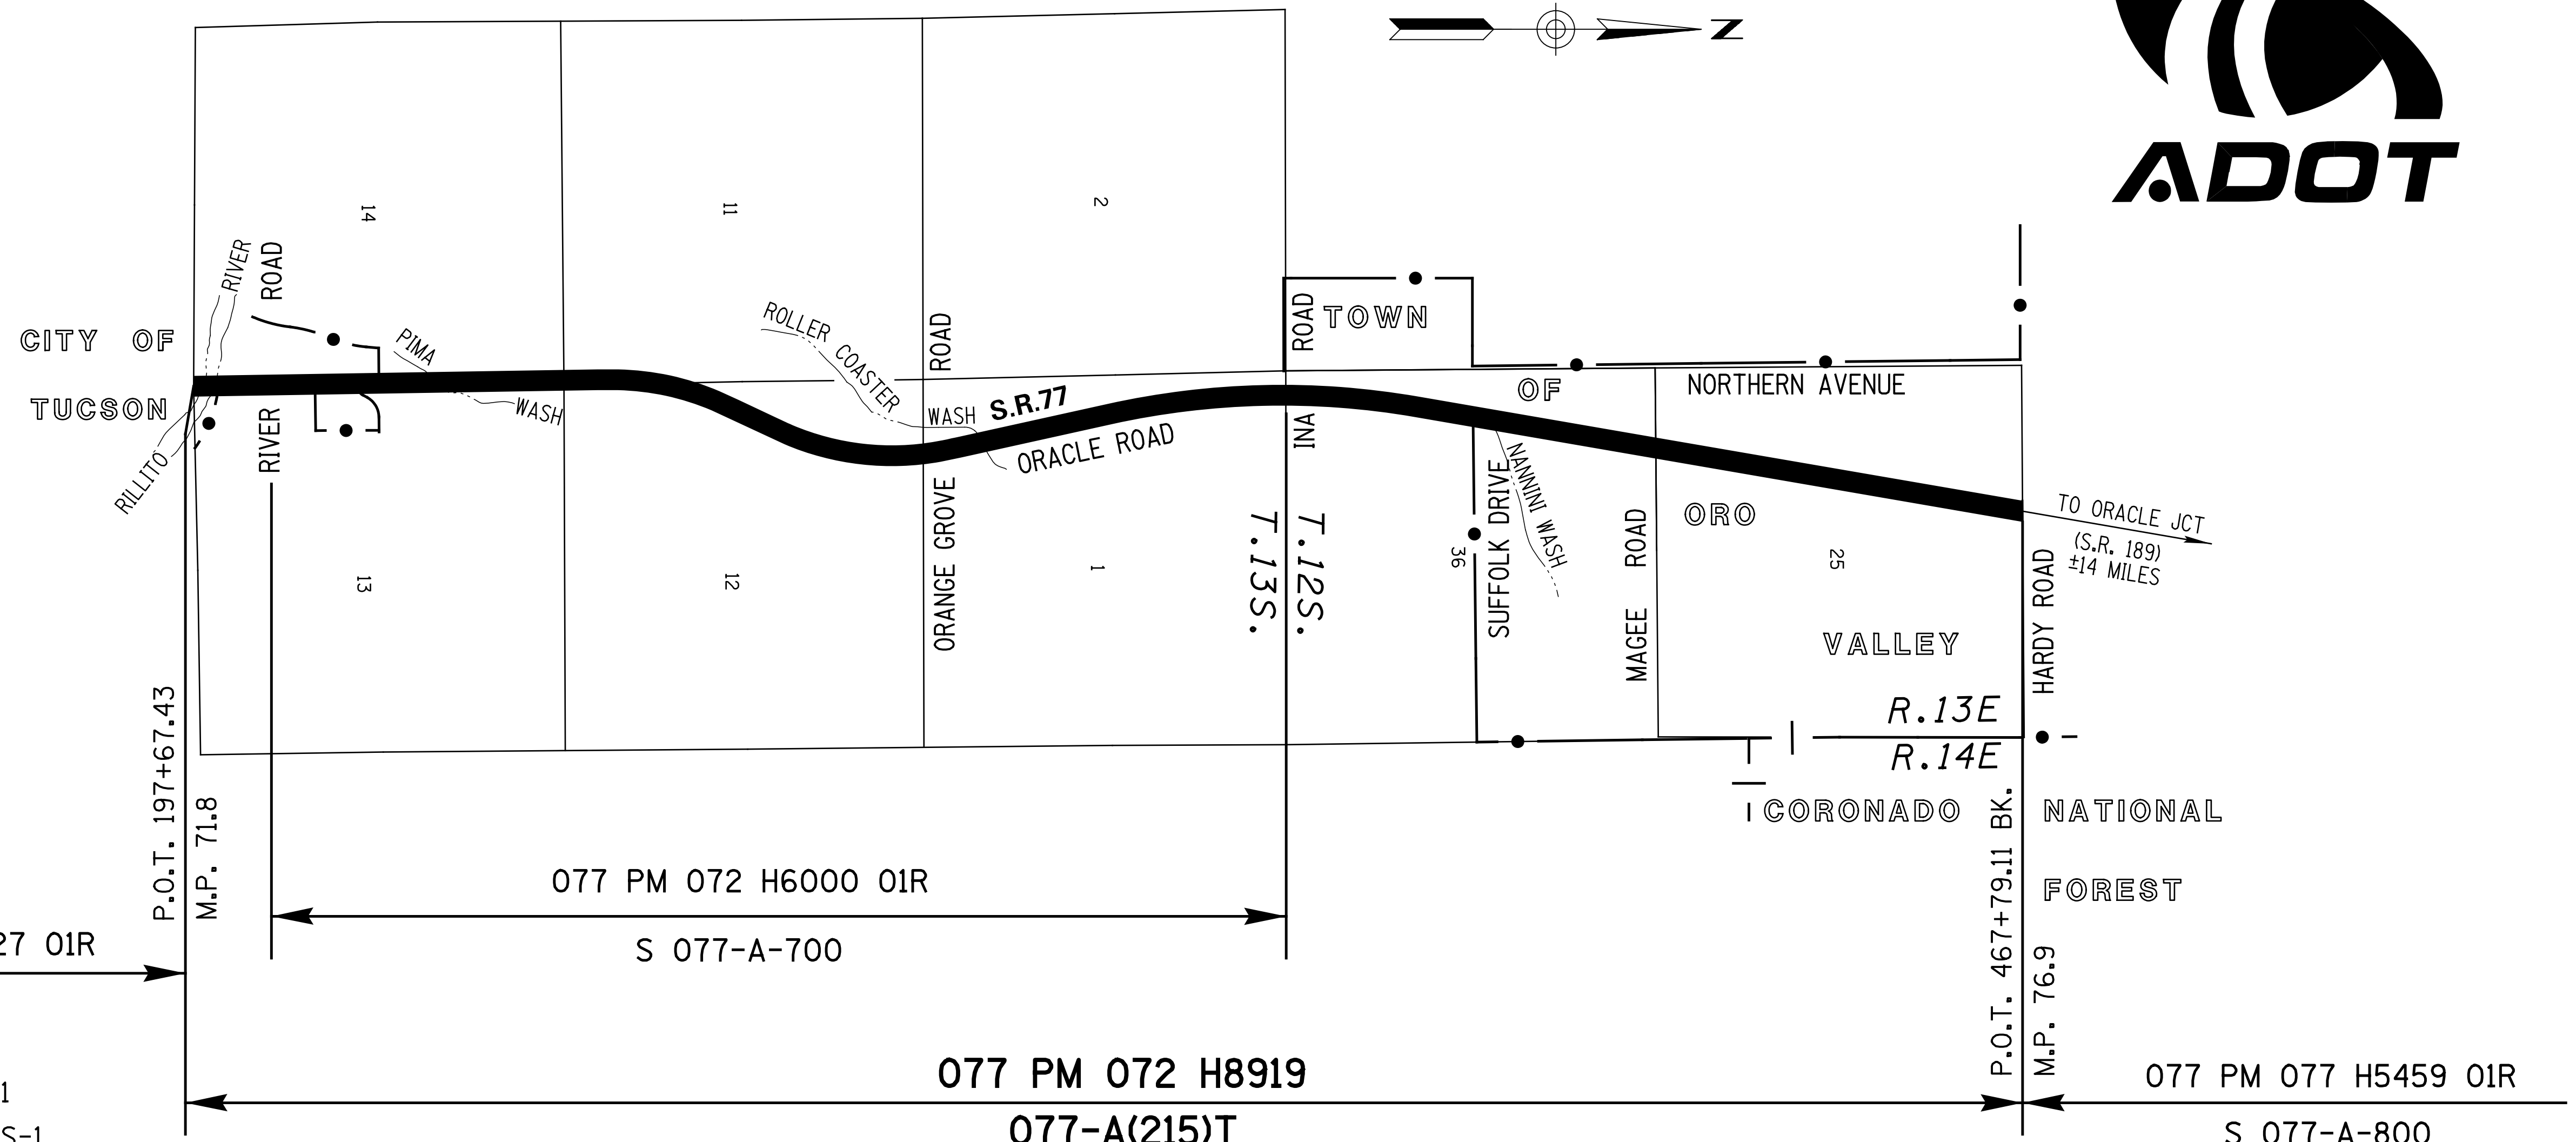 N
ADOT
14
11
2
RIVER
ROAD
CITY OF
TUCSON
PIMA
WASH
ROLLER COASTER
WASH
ROAD
S.R.77
ORACLE ROAD
ROAD
TOWN
OF
NORTHERN AVENUE
RILLITO
RIVER
ORANGE GROVE
INA
SUFFOLK DRIVE
NANNINI WASH
MAGEE ROAD
ORO
VALLEY
TO ORACLE JCT
(S.R. 189)
±14 MILES
HARDY ROAD
13
12
1
36
25
T.13S.
T.12S.
R.13E
R.14E
CORONADO NATIONAL
FOREST
P.O.T. 197+67.43
M.P. 71.8
P.O.T. 467+79.11 BK.
M.P. 76.9
077 PM 072 H6000 01R
S 077-A-700
27 01R
077 PM 072 H8919
077-A(215)T
077 PM 077 H5459 01R
S 077-A-800
1
S-1